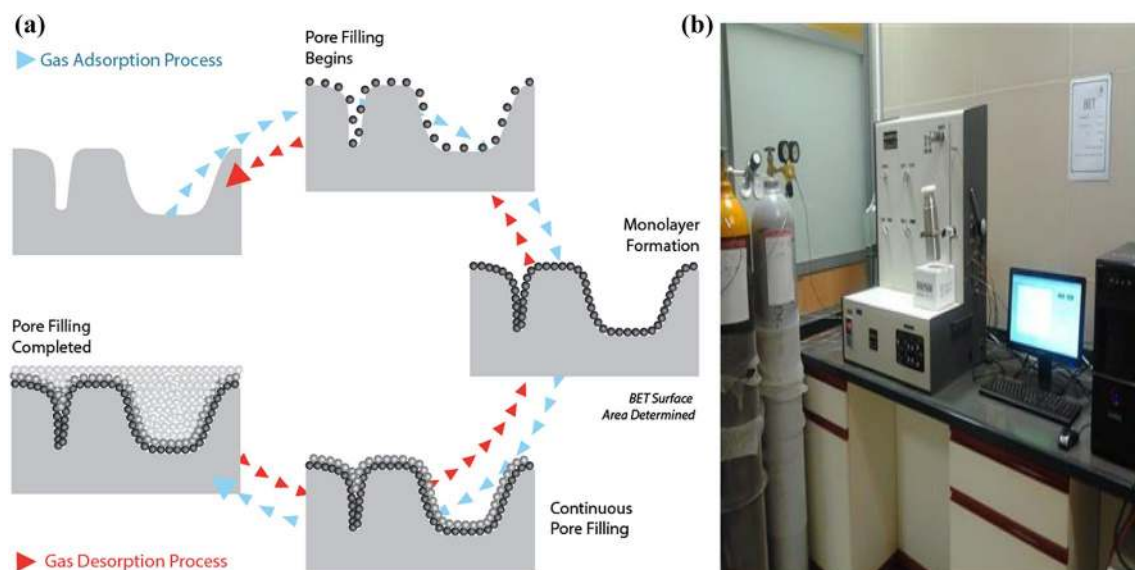 (a)
Gas Adsorption Process
Pore Filling
Begins
Monolayer
Formation
BET Surface
Area Determined
Pore Filling
Completed
Continuous
Pore Filling
Gas Desorption Process
(b)
BET